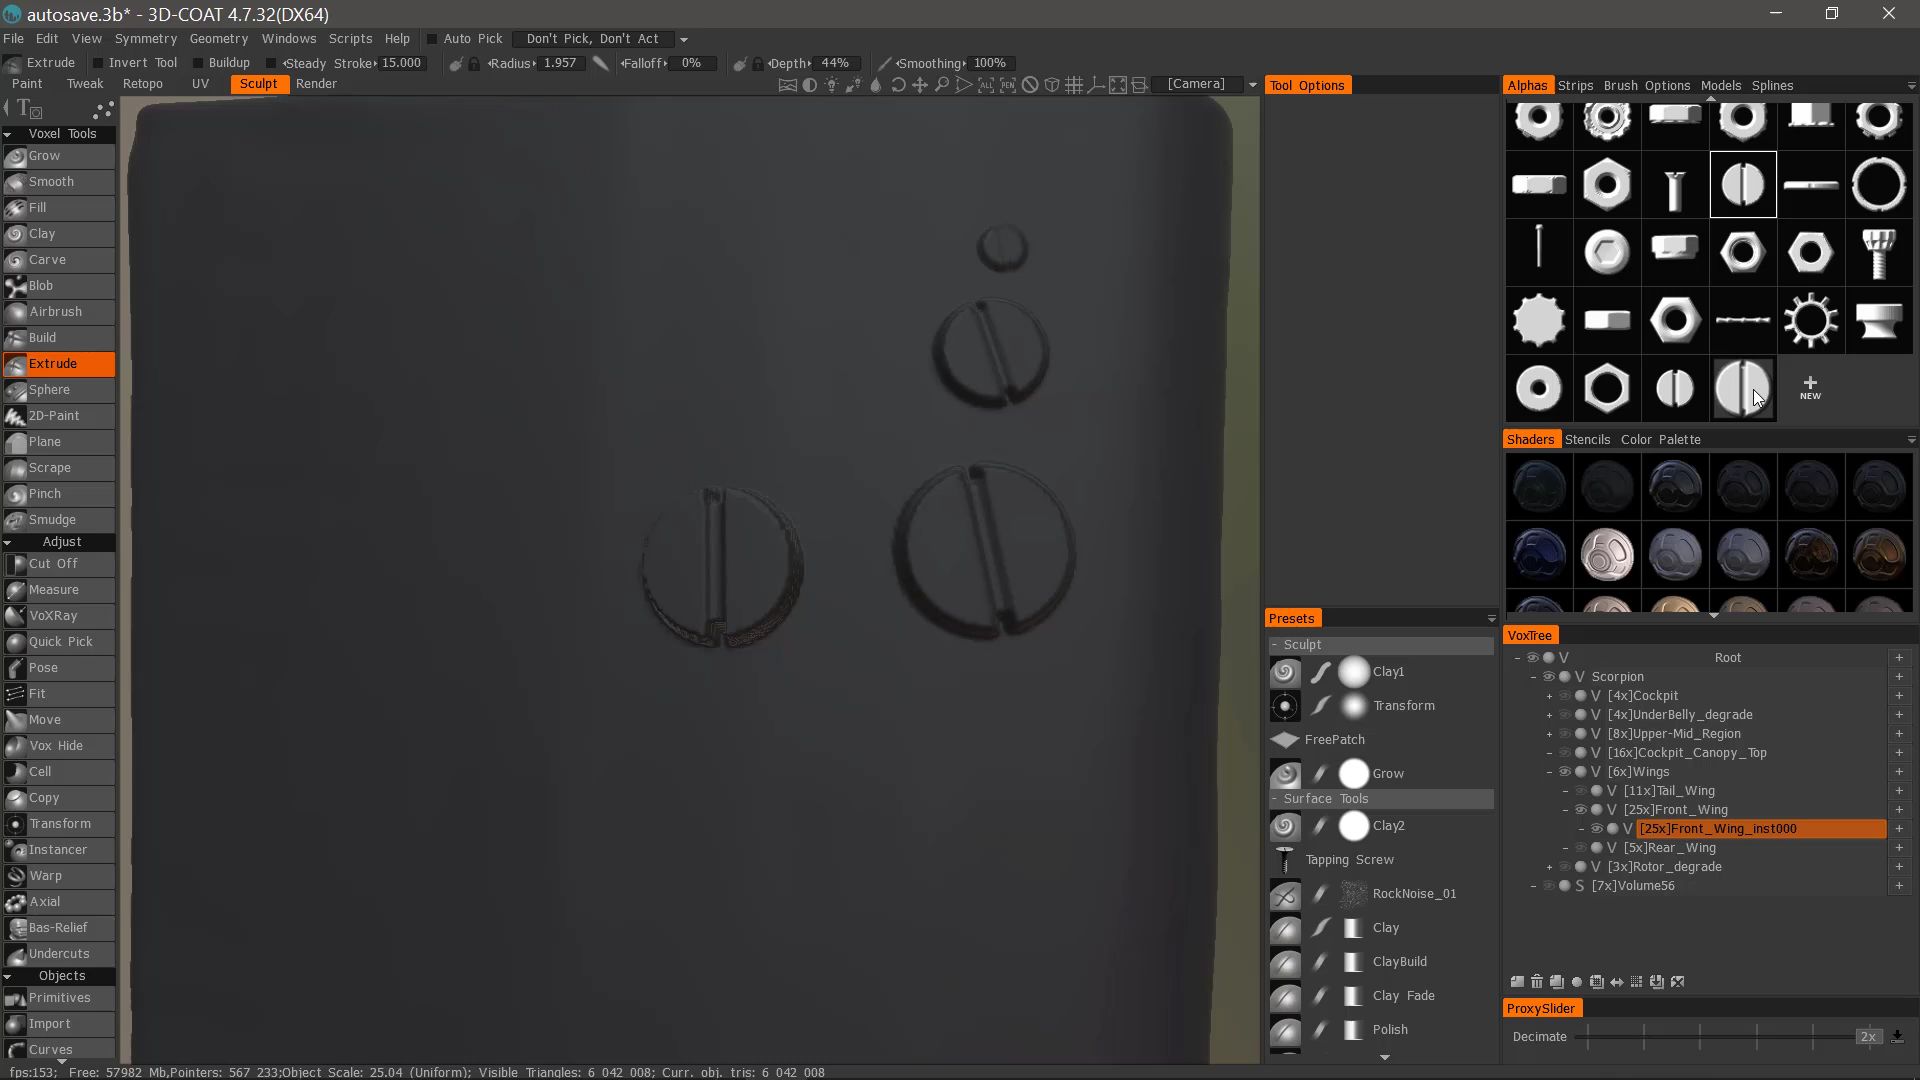 autosave.3b* - 3D-COAT 4.7.32(DX64)
File Edit View Symmetry Geometry Windows Scripts Help Auto Pick Don't Pick, Don't Act
Extrude Invert Tool Buildup Steady Stroke 15.000 Radius 1.957 Falloff 0% Depth 44% Smoothing 100%
Paint Tweak Retopo UV Sculpt Render [Camera]
ALL PEN
Tool Options
Alphas Strips Brush Options Models Splines
Voxel Tools
Grow
Smooth
Fill
Clay
Carve
Blob
Airbrush
Build
Extrude
Sphere
2D-Paint
Plane
Scrape
Pinch
Smudge
Adjust
Cut Off
Measure
VoXRay
Quick Pick
Pose
Fit
Move
Vox Hide
Cell
Copy
Transform
Instancer
Warp
Axial
Bas-Relief
Undercuts
Objects
Primitives
Import
Curves
Presets
- Sculpt
Clay1
Transform
FreePatch
Grow
- Surface Tools
Clay2
Tapping Screw
RockNoise_01
Clay
ClayBuild
Clay Fade
Polish
+
NEW
Shaders Stencils Color Palette
VoxTree
- V Root +
- V Scorpion +
+ V [4x]Cockpit +
+ V [4x]UnderBelly_degrade +
+ V [8x]Upper-Mid_Region +
- V [16x]Cockpit_Canopy_Top +
- V [6x]Wings +
- V [11x]Tail_Wing +
- V [25x]Front_Wing +
- V [25x]Front_Wing_inst000 +
- V [5x]Rear_Wing +
+ V [3x]Rotor_degrade +
- S [7x]Volume56 +
ProxySlider
Decimate 2x
fps:153; Free: 57982 Mb,Pointers: 567 233;Object Scale: 25.04 (Uniform); Visible Triangles: 6 042 008; Curr. obj. tris: 6 042 008